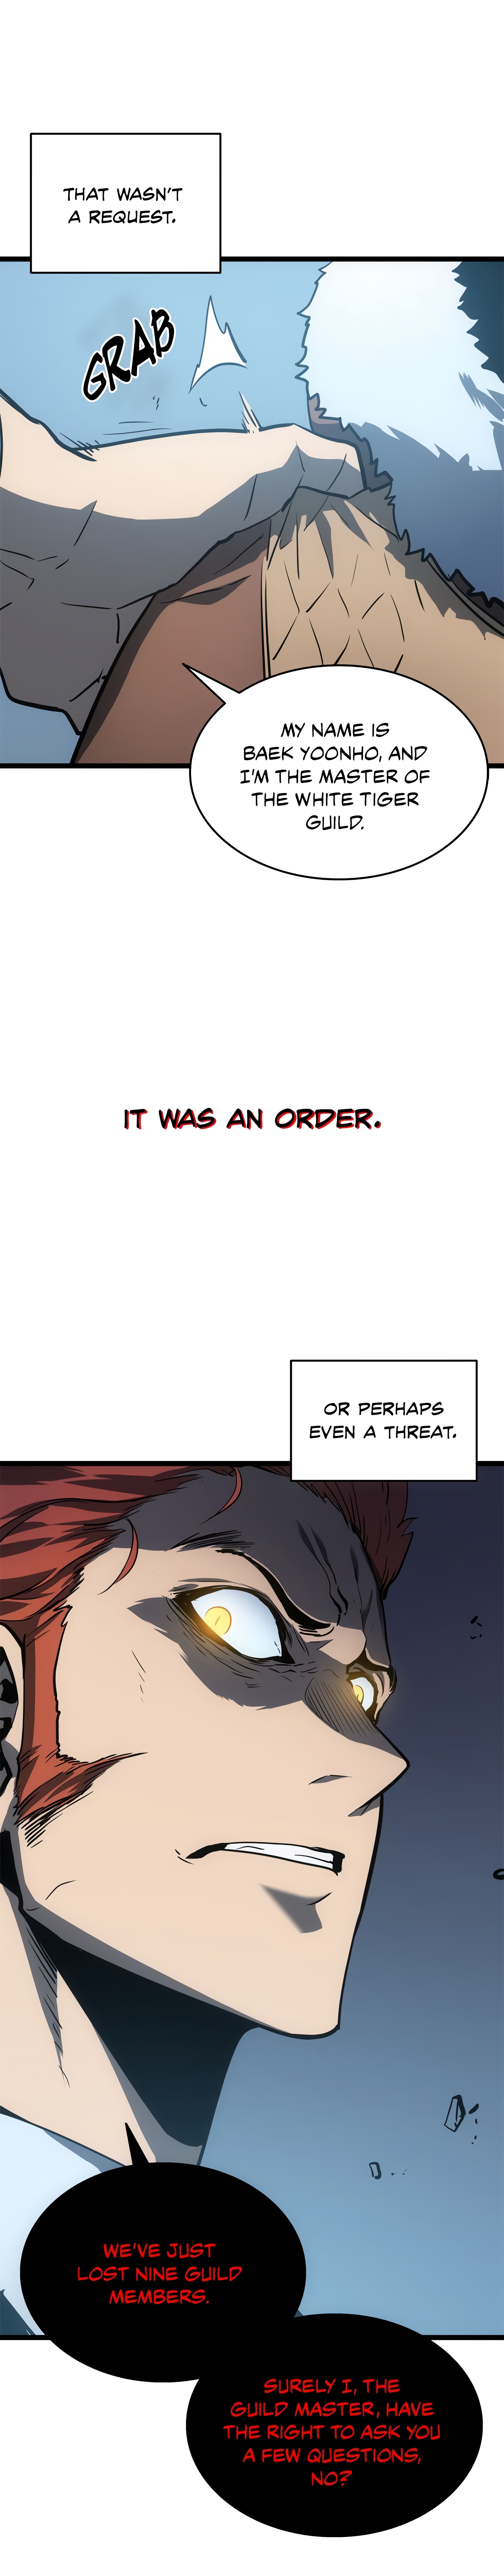 THAT WASN'T
A REQUEST.
GRAB
MY NAME IS
BAEK YOONHO, AND
I'M THE MASTER OF
THE WHITE TIGER
GUILD.
IT WAS AN ORDER.
OR PERHAPS
EVEN A THREAT.
WE'VE JUST
LOST NINE GUILD
MEMBERS.
SURELY I, THE
GUILD MASTER, HAVE
THE RIGHT TO ASK YOU
A FEW QUESTIONS,
NO?